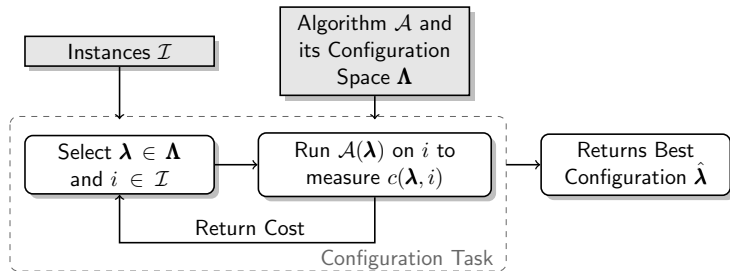 Instances ℐ
Algorithm 𝒜 and
its Configuration
Space 𝚲
Select 𝝀 ∈ 𝚲
and i ∈ ℐ
Run 𝒜(𝝀) on i to
measure c(𝝀, i)
Returns Best
Configuration 𝝀̂
Return Cost
Configuration Task